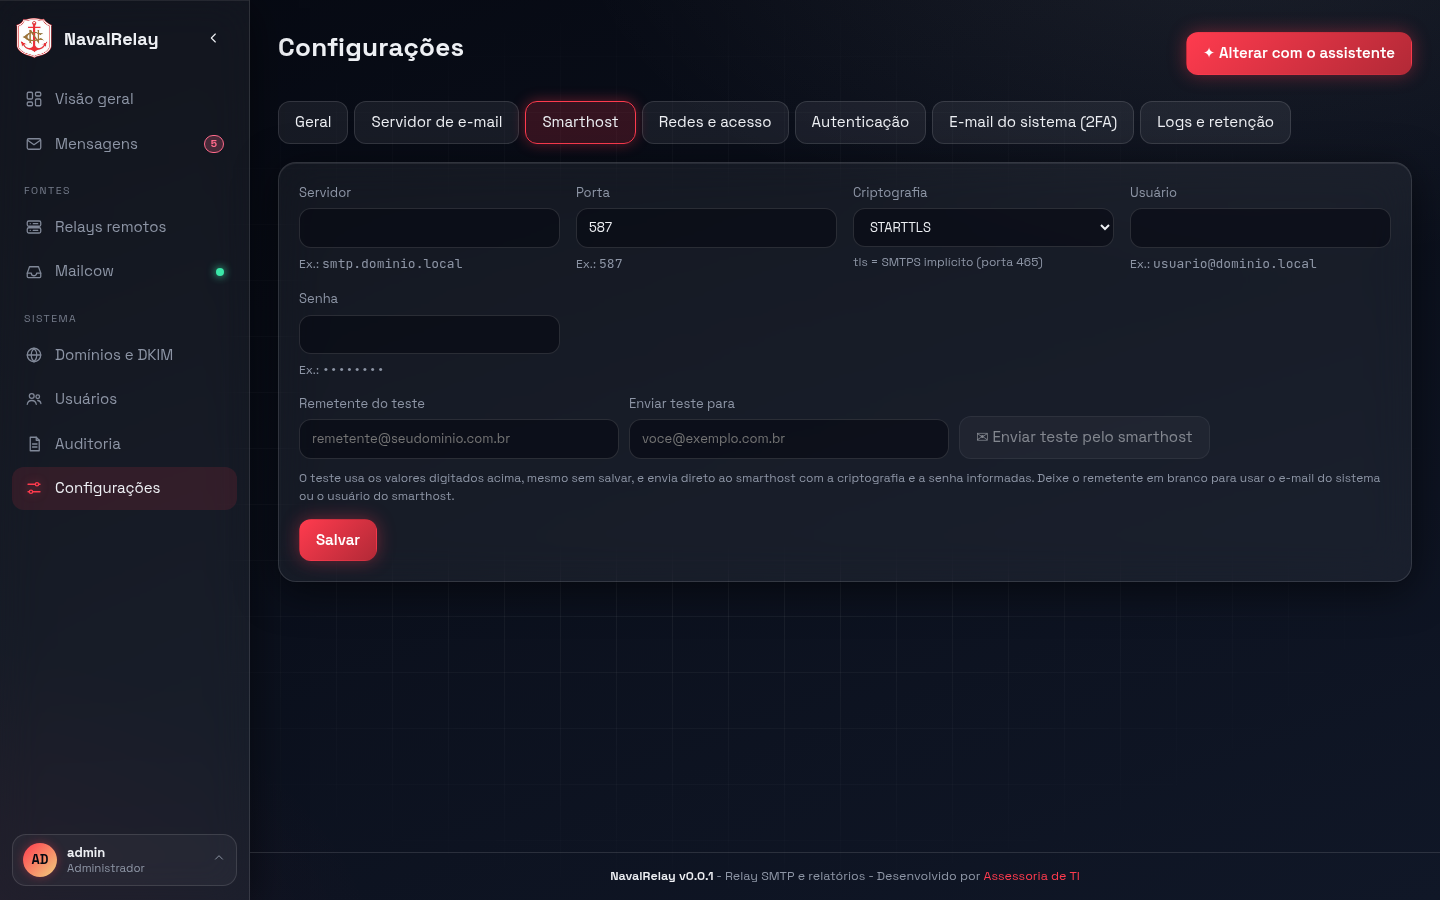 NavalRelay
Visão geral
Mensagens 5
FONTES
Relays remotos
Mailcow
SISTEMA
Domínios e DKIM
Usuários
Auditoria
Configurações
AD admin
Administrador
Configurações
✦ Alterar com o assistente
Geral Servidor de e-mail Smarthost Redes e acesso Autenticação E-mail do sistema (2FA) Logs e retenção
Servidor Porta Criptografia Usuário
587 STARTTLS
Ex.: smtp.dominio.local Ex.: 587 tls = SMTPS implícito (porta 465) Ex.: usuario@dominio.local
Senha
Ex.: ••••••••
Remetente do teste Enviar teste para
remetente@seudominio.com.br voce@exemplo.com.br ✉ Enviar teste pelo smarthost
O teste usa os valores digitados acima, mesmo sem salvar, e envia direto ao smarthost com a criptografia e a senha informadas. Deixe o remetente em branco para usar o e-mail do sistema
ou o usuário do smarthost.
Salvar
NavalRelay v0.0.1 - Relay SMTP e relatórios - Desenvolvido por Assessoria de TI